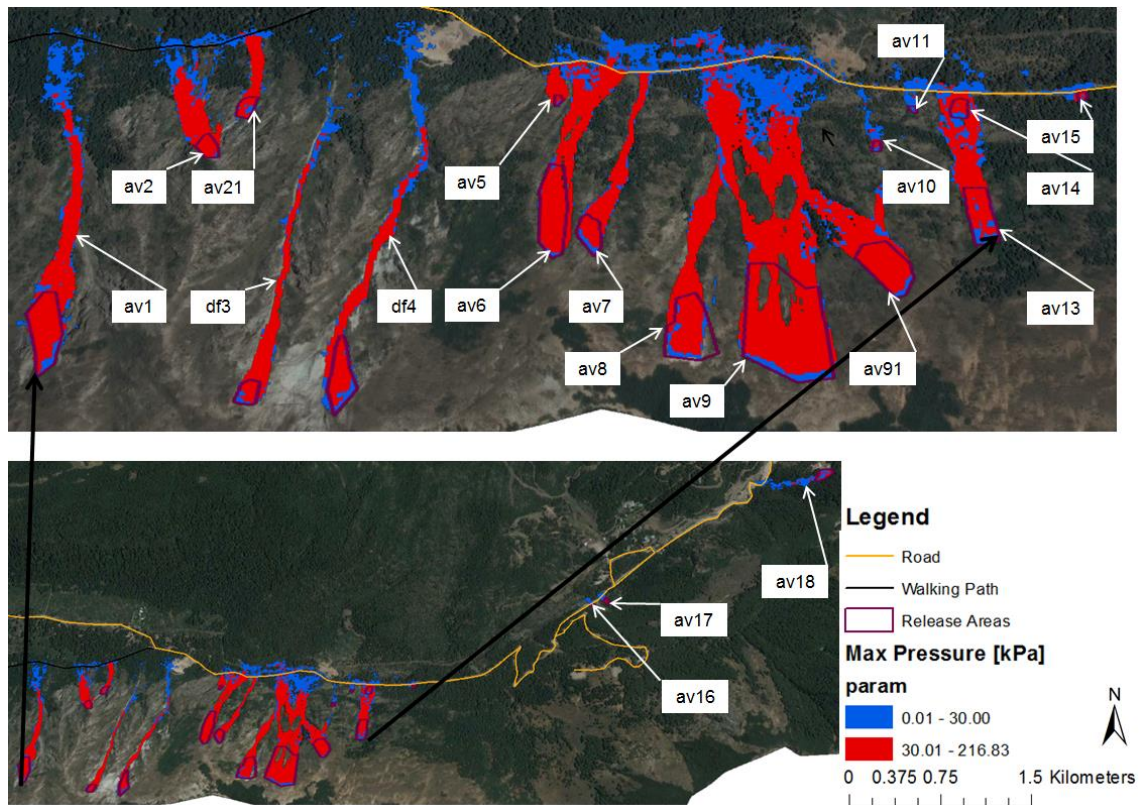 av11
av15
av2
av21
av5
av10
av14
av1
df3
df4
av6
av7
av13
av8
av91
av9
av18
av17
av16
Legend
Road
Walking Path
Release Areas
Max Pressure [kPa]
param
0.01 - 30.00
30.01 - 216.83
N
0 0.375 0.75 1.5 Kilometers